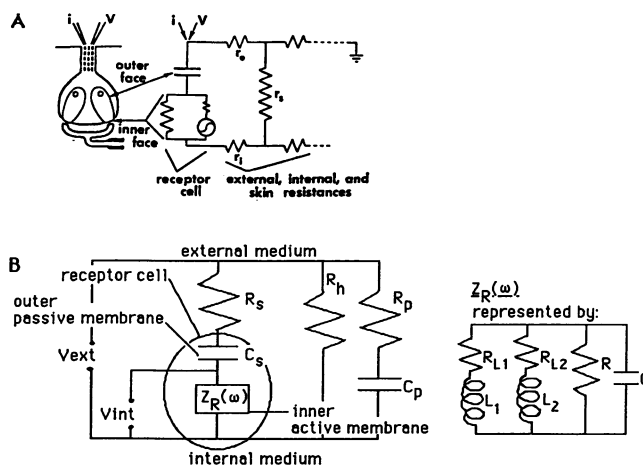 A
i V
outer
face
inner
face
receptor
cell
i V
r_e
r_s
r_i
external, internal, and
skin resistances
B
external medium
receptor cell
outer
passive membrane
Vext
Vint
R_s
C_s
Z_R(ω)
R_h
R_p
C_p
inner
active membrane
internal medium
Z_R(ω)
represented by:
R_L1
L_1
R_L2
L_2
R